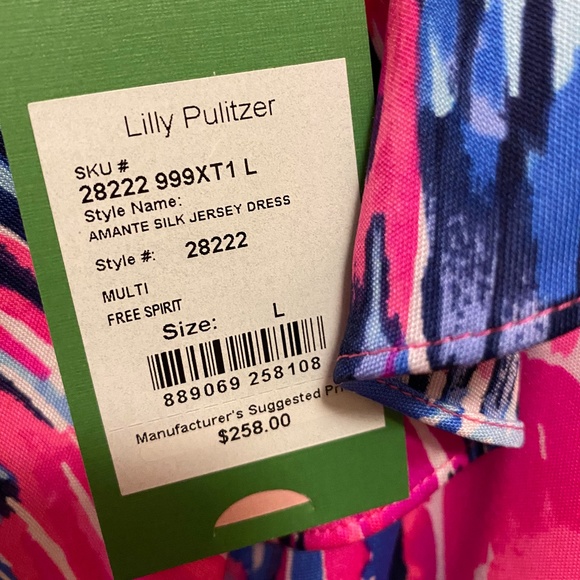 Lilly Pulitzer
SKU #
28222 999XT1 L
Style Name:
AMANTE SILK JERSEY DRESS
Style #: 28222
MULTI
FREE SPIRIT
Size: L
889069 258108
Manufacturer's Suggested
$258.00